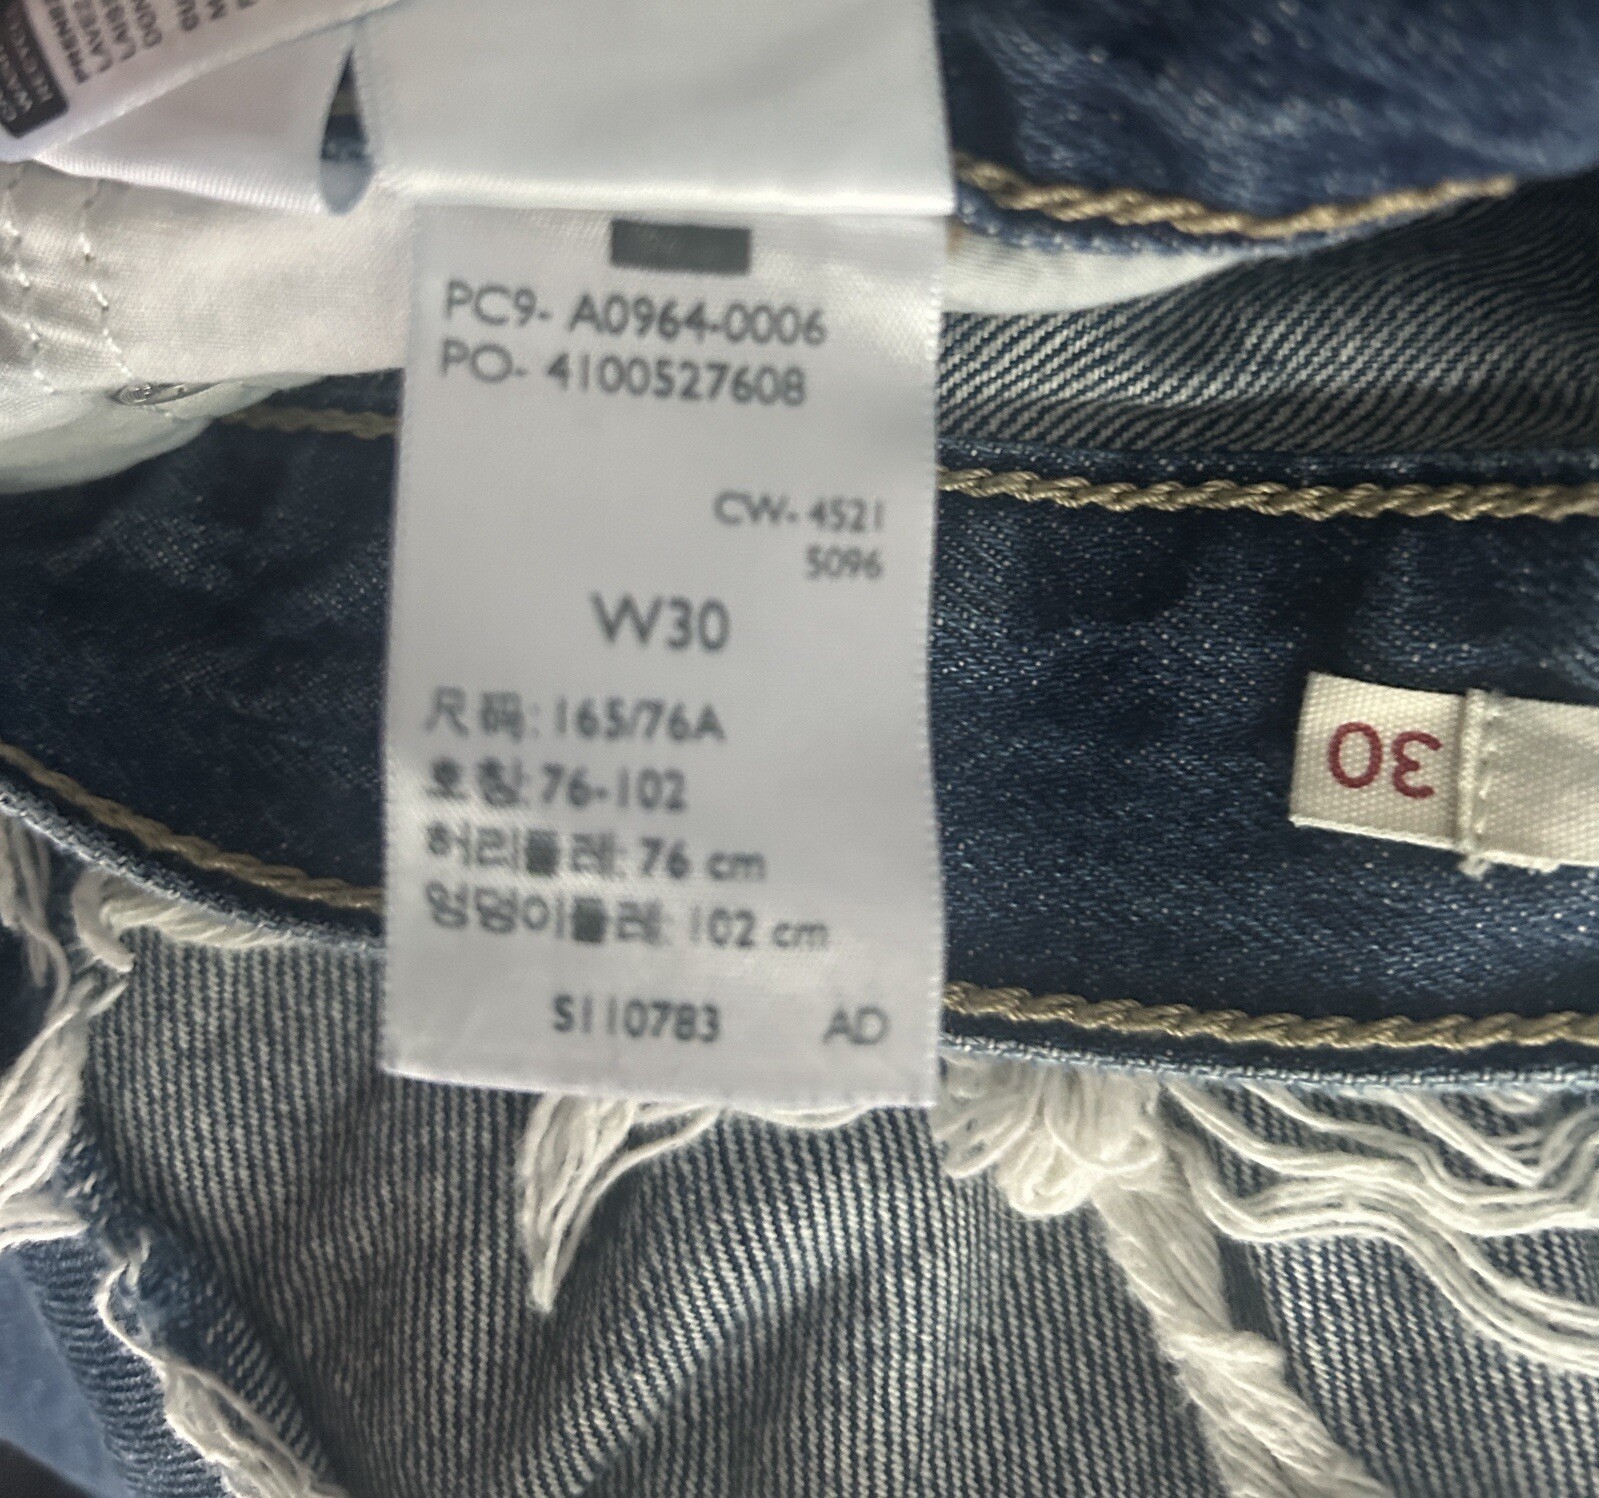 PC9- A0964-0006
PO- 4100527608
CW- 4521
5096
W30
尺码: 165/76A
호칭: 76-102
허리둘레: 76 cm
엉덩이둘레: 102 cm
S110783 AD
30